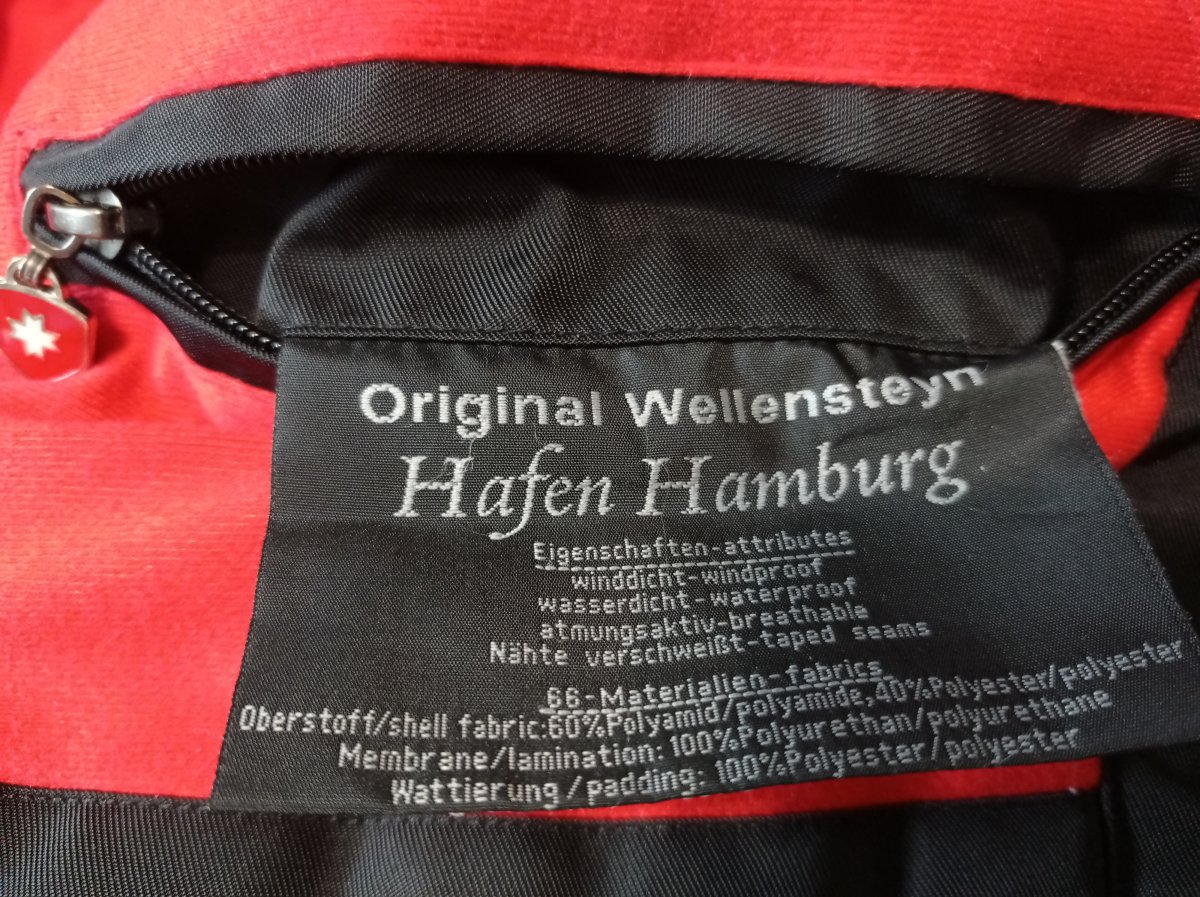 Original Wellensteyn
Hafen Hamburg
Eigenschaften-attributes
winddicht-windproof
wasserdicht-waterproof
atmungsaktiv-breathable
Nähte verschweißt-taped seams
66-Materialien-fabrics
Oberstoff/shell fabric:60%Polyamid/polyamide,40%Polyester/polyester
Membrane/lamination: 100%Polyurethan/polyurethane
Wattierung/padding: 100%Polyester/polyester